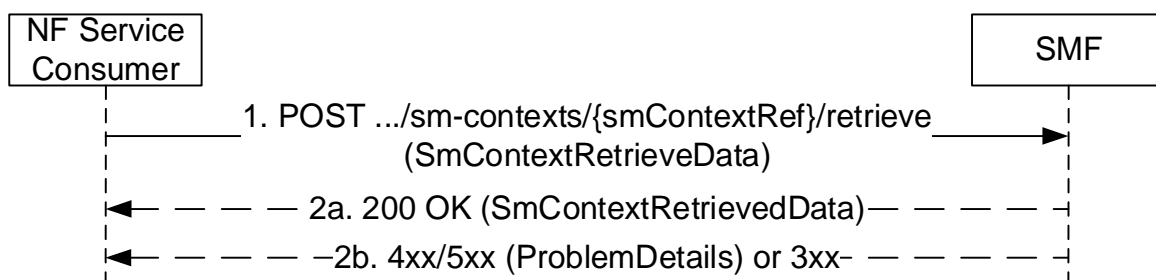 NF Service
Consumer
SMF
1. POST .../sm-contexts/{smContextRef}/retrieve
(SmContextRetrieveData)
2a. 200 OK (SmContextRetrievedData)
2b. 4xx/5xx (ProblemDetails) or 3xx